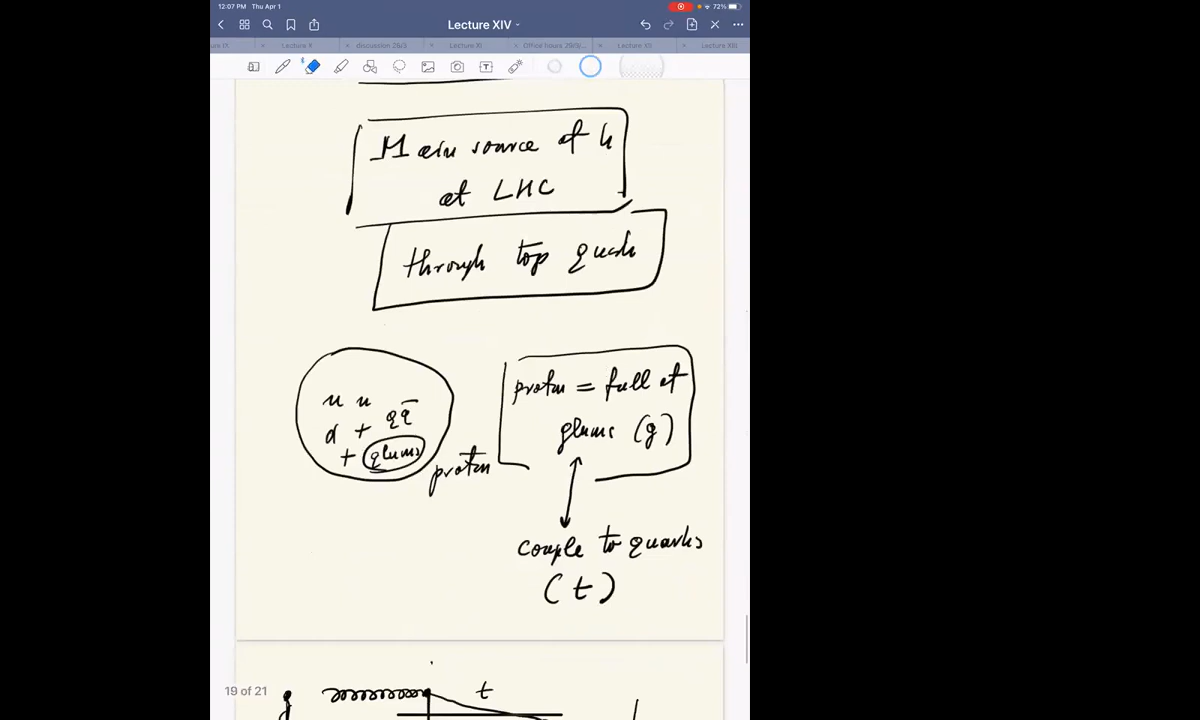 12:07 PM Thu Apr 1
72%
Lecture XIV
Lecture X
discussion 26/3
Lecture XI
Office hours 29/3/...
Lecture XII
Lecture XIII
Main source of h
at LHC
through top quark
u u
d + q q̄
+ gluons
proton
proton = full of
gluons (g)
couple to quarks
(t)
19 of 21
g
t